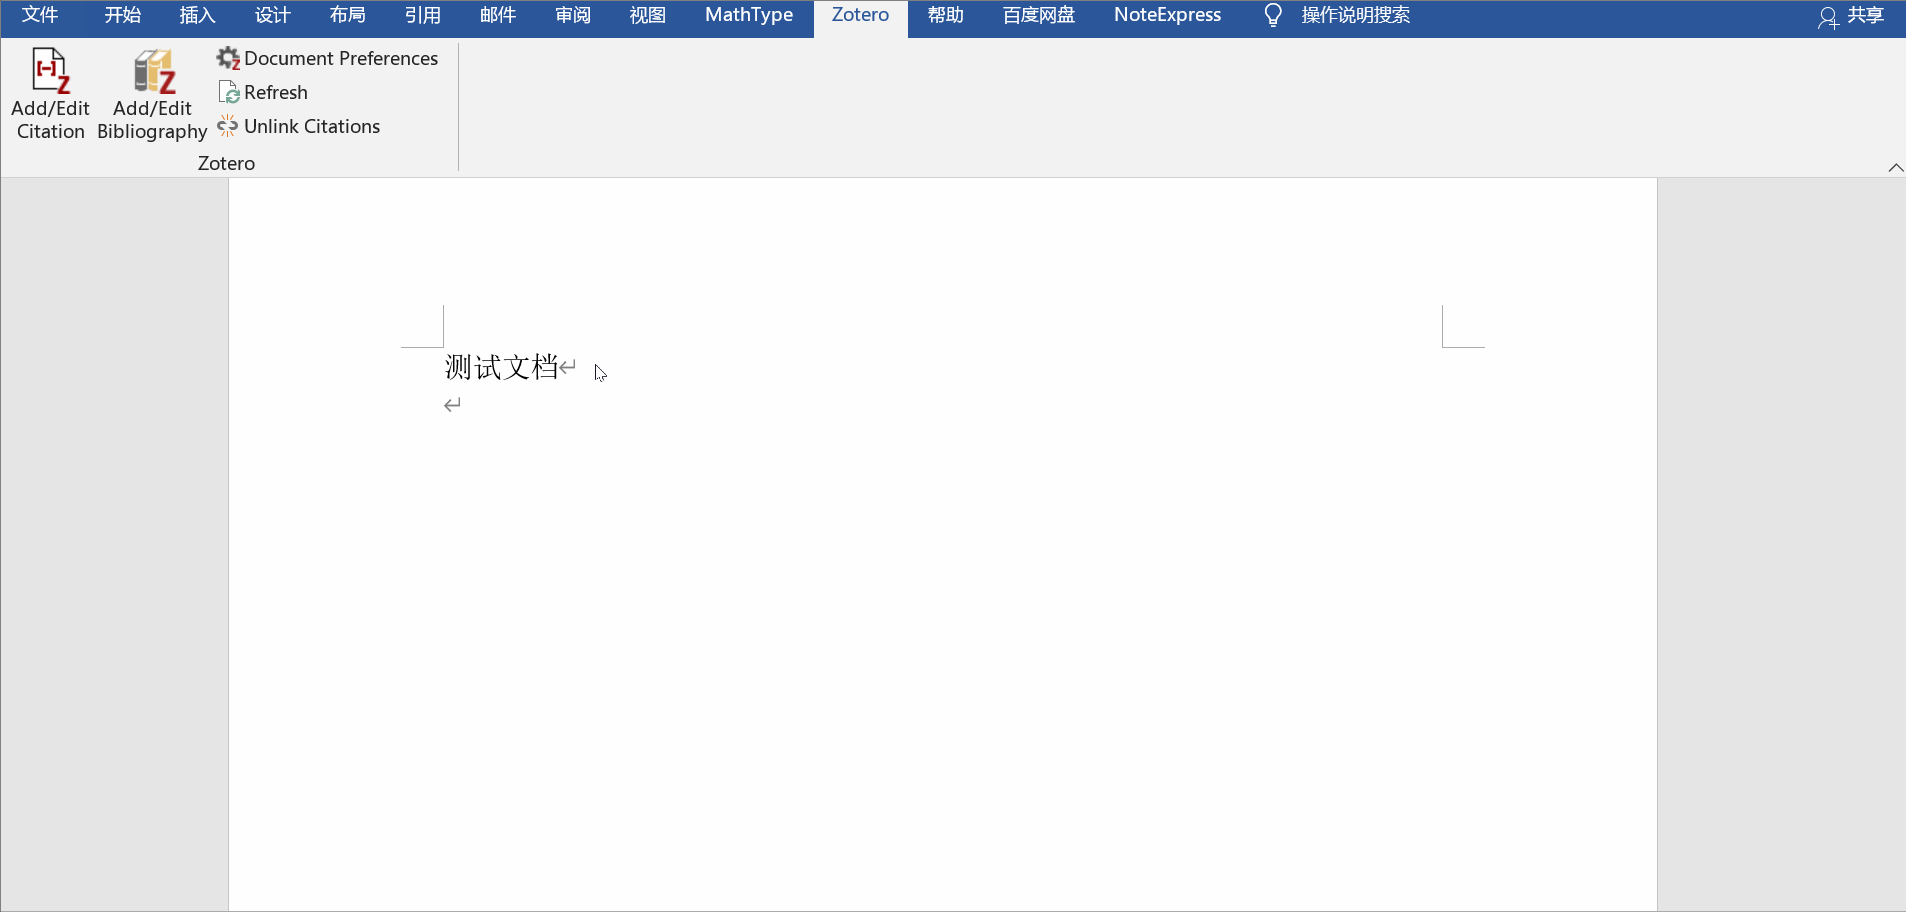 文件 开始 插入 设计 布局 引用 邮件 审阅 视图 MathType Zotero 帮助 百度网盘 NoteExpress 操作说明搜索 共享
Add/Edit Citation
Add/Edit Bibliography
Document Preferences
Refresh
Unlink Citations
Zotero
测试文档